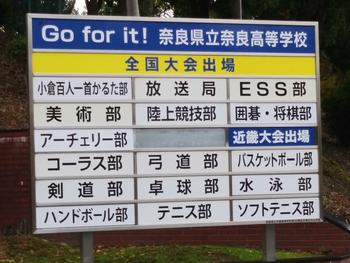 Go for it! 奈良県立奈良高等学校
全国大会出場
小倉百人一首かるた部 放送局 ESS部
美術部 陸上競技部 囲碁・将棋部
アーチェリー部 近畿大会出場
コーラス部 弓道部 バスケットボール部
剣道部 卓球部 水泳部
ハンドボール部 テニス部 ソフトテニス部